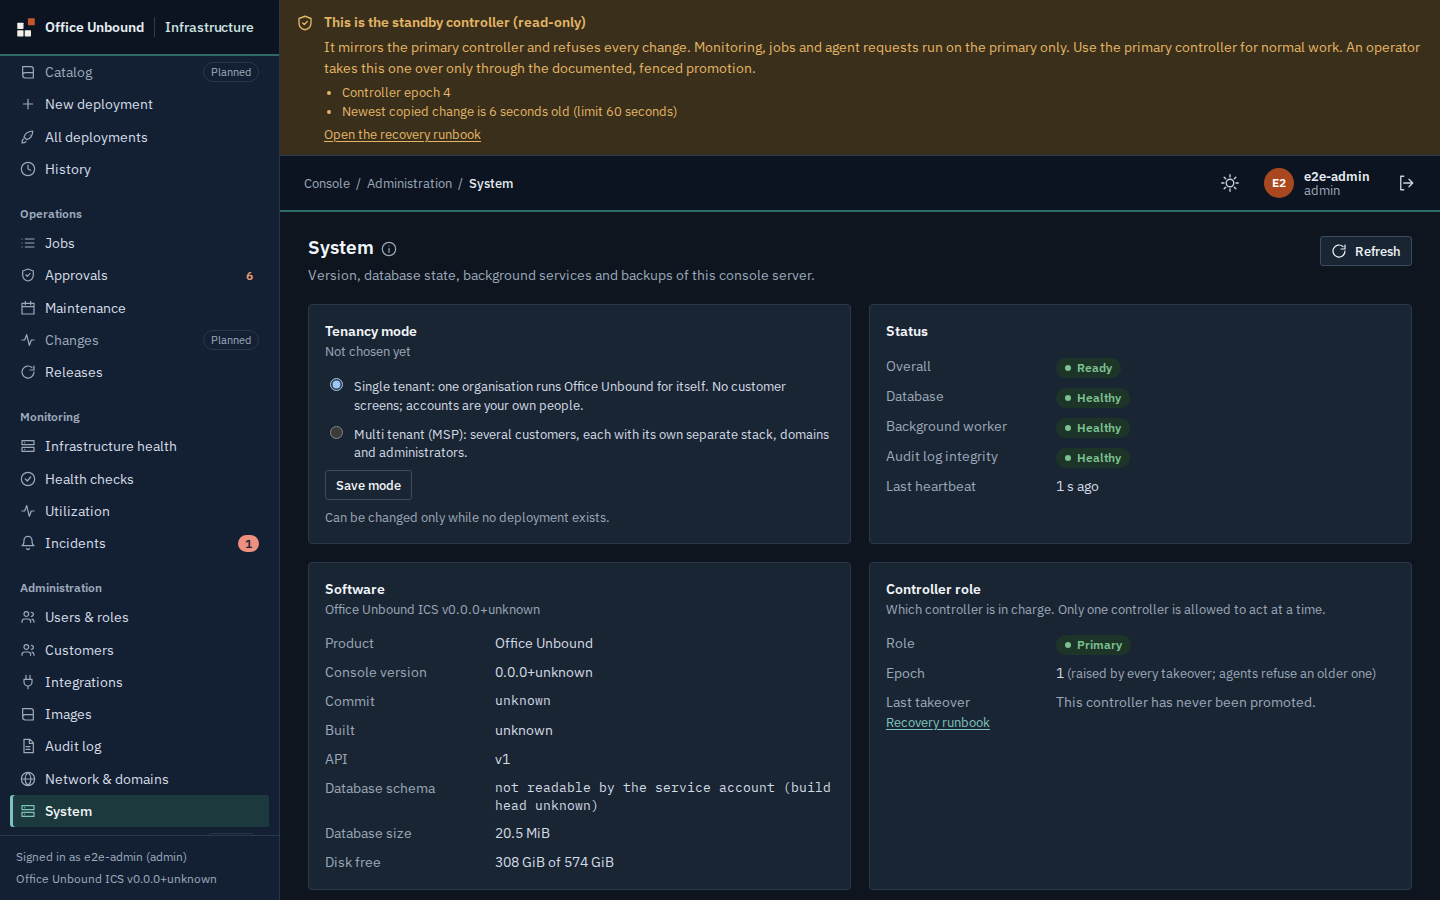 Office Unbound | Infrastructure
Catalog Planned
New deployment
All deployments
History
Operations
Jobs
Approvals 6
Maintenance
Changes Planned
Releases
Monitoring
Infrastructure health
Health checks
Utilization
Incidents 1
Administration
Users & roles
Customers
Integrations
Images
Audit log
Network & domains
System
Signed in as e2e-admin (admin)
Office Unbound ICS v0.0.0+unknown
This is the standby controller (read-only)
It mirrors the primary controller and refuses every change. Monitoring, jobs and agent requests run on the primary only. Use the primary controller for normal work. An operator
takes this one over only through the documented, fenced promotion.
• Controller epoch 4
• Newest copied change is 6 seconds old (limit 60 seconds)
Open the recovery runbook
Console / Administration / System
E2 e2e-admin
admin
System
Refresh
Version, database state, background services and backups of this console server.
Tenancy mode
Not chosen yet
Single tenant: one organisation runs Office Unbound for itself. No customer
screens; accounts are your own people.
Multi tenant (MSP): several customers, each with its own separate stack, domains
and administrators.
Save mode
Can be changed only while no deployment exists.
Status
Overall Ready
Database Healthy
Background worker Healthy
Audit log integrity Healthy
Last heartbeat 1 s ago
Software
Office Unbound ICS v0.0.0+unknown
Product Office Unbound
Console version 0.0.0+unknown
Commit unknown
Built unknown
API v1
Database schema not readable by the service account (build
head unknown)
Database size 20.5 MiB
Disk free 308 GiB of 574 GiB
Controller role
Which controller is in charge. Only one controller is allowed to act at a time.
Role Primary
Epoch 1 (raised by every takeover; agents refuse an older one)
Last takeover This controller has never been promoted.
Recovery runbook